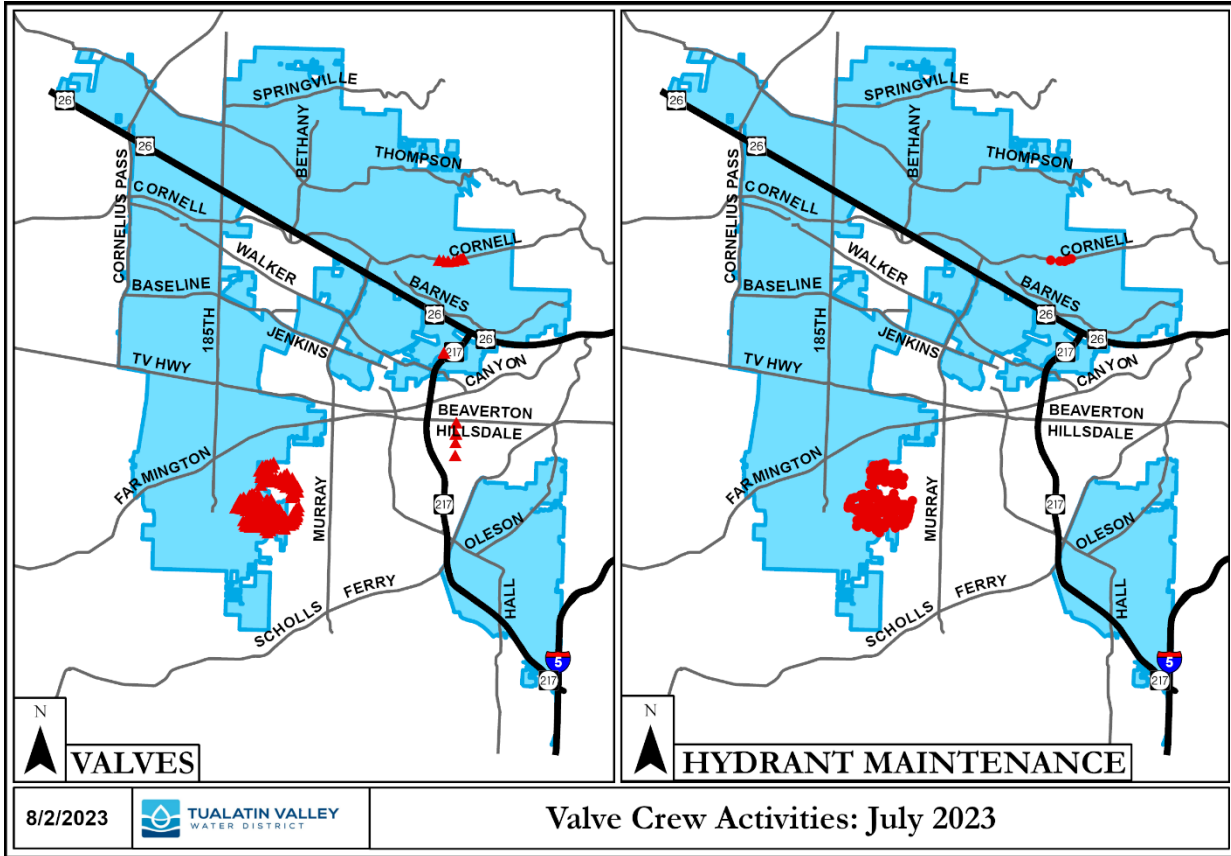 26
SPRINGVILLE
26
BETHANY
THOMPSON
CORNELIUS PASS
CORNELL
CORNELL
WALKER
BARNES
BASELINE
26
185TH
JENKINS
26
217
TV HWY
CANYON
BEAVERTON
HILLSDALE
FARMINGTON
MURRAY
217
OLESON
FERRY
HALL
SCHOLLS
5
217
N
VALVES
26
SPRINGVILLE
26
BETHANY
THOMPSON
CORNELIUS PASS
CORNELL
CORNELL
WALKER
BARNES
BASELINE
26
185TH
JENKINS
26
217
TV HWY
CANYON
BEAVERTON
HILLSDALE
FARMINGTON
MURRAY
217
OLESON
FERRY
HALL
SCHOLLS
5
217
N
HYDRANT MAINTENANCE
8/2/2023
TUALATIN VALLEY
WATER DISTRICT
Valve Crew Activities: July 2023